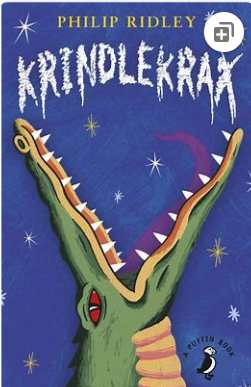 PHILIP RIDLEY
KRINDLEKRAX
A PUFFIN BOOK